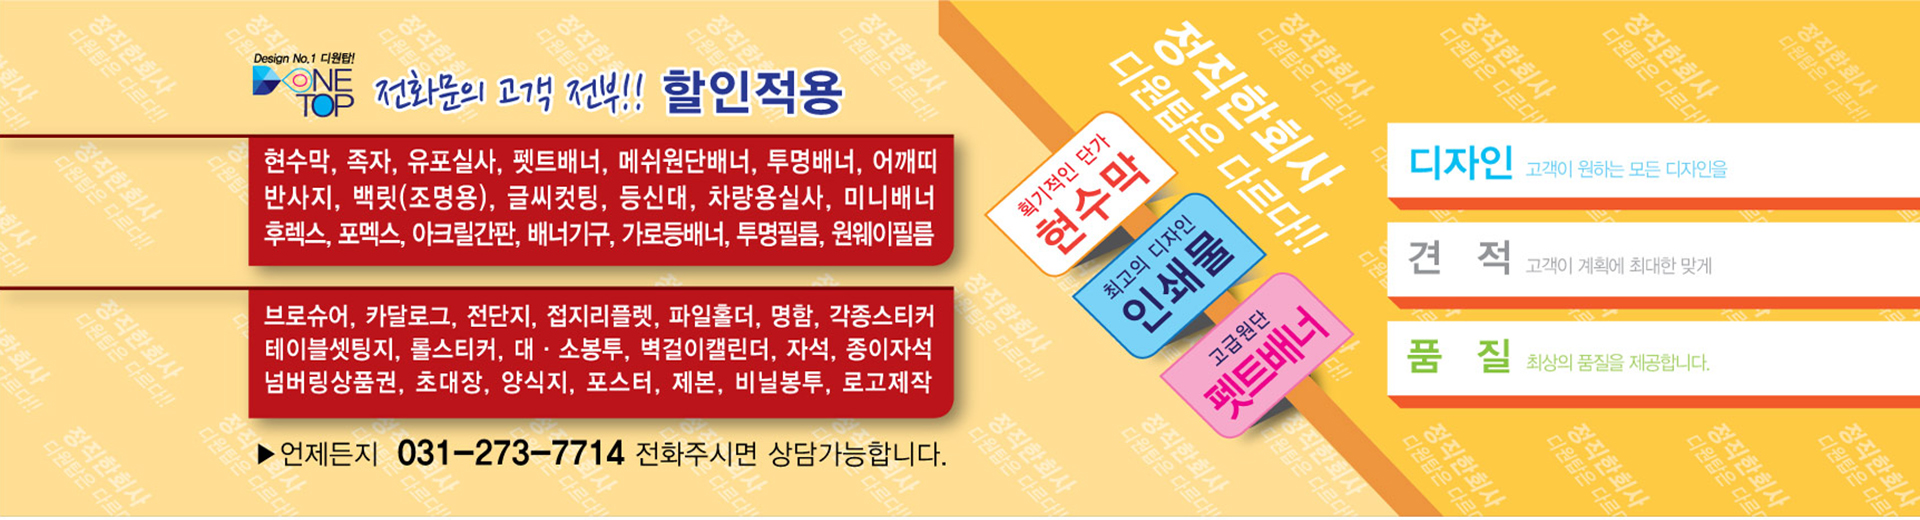 Design No.1 디원탑!
D ONE
TOP
전화문의 고객 전부!! 할인적용
현수막, 족자, 유포실사, 펫트배너, 메쉬원단배너, 투명배너, 어깨띠
반사지, 백릿(조명용), 글씨컷팅, 등신대, 차량용실사, 미니배너
후렉스, 포멕스, 아크릴간판, 배너기구, 가로등배너, 투명필름, 원웨이필름
브로슈어, 카달로그, 전단지, 접지리플렛, 파일홀더, 명함, 각종스티커
테이블셋팅지, 롤스티커, 대 · 소봉투, 벽걸이캘린더, 자석, 종이자석
넘버링상품권, 초대장, 양식지, 포스터, 제본, 비닐봉투, 로고제작
▶언제든지 031-273-7714 전화주시면 상담가능합니다.
정직한회사
디원탑은 다르다!!
획기적인 단가
현수막
최고의 디자인
인쇄물
고급원단
펫트배너
디자인 고객이 원하는 모든 디자인을
견 적 고객이 계획에 최대한 맞게
품 질 최상의 품질을 제공합니다.